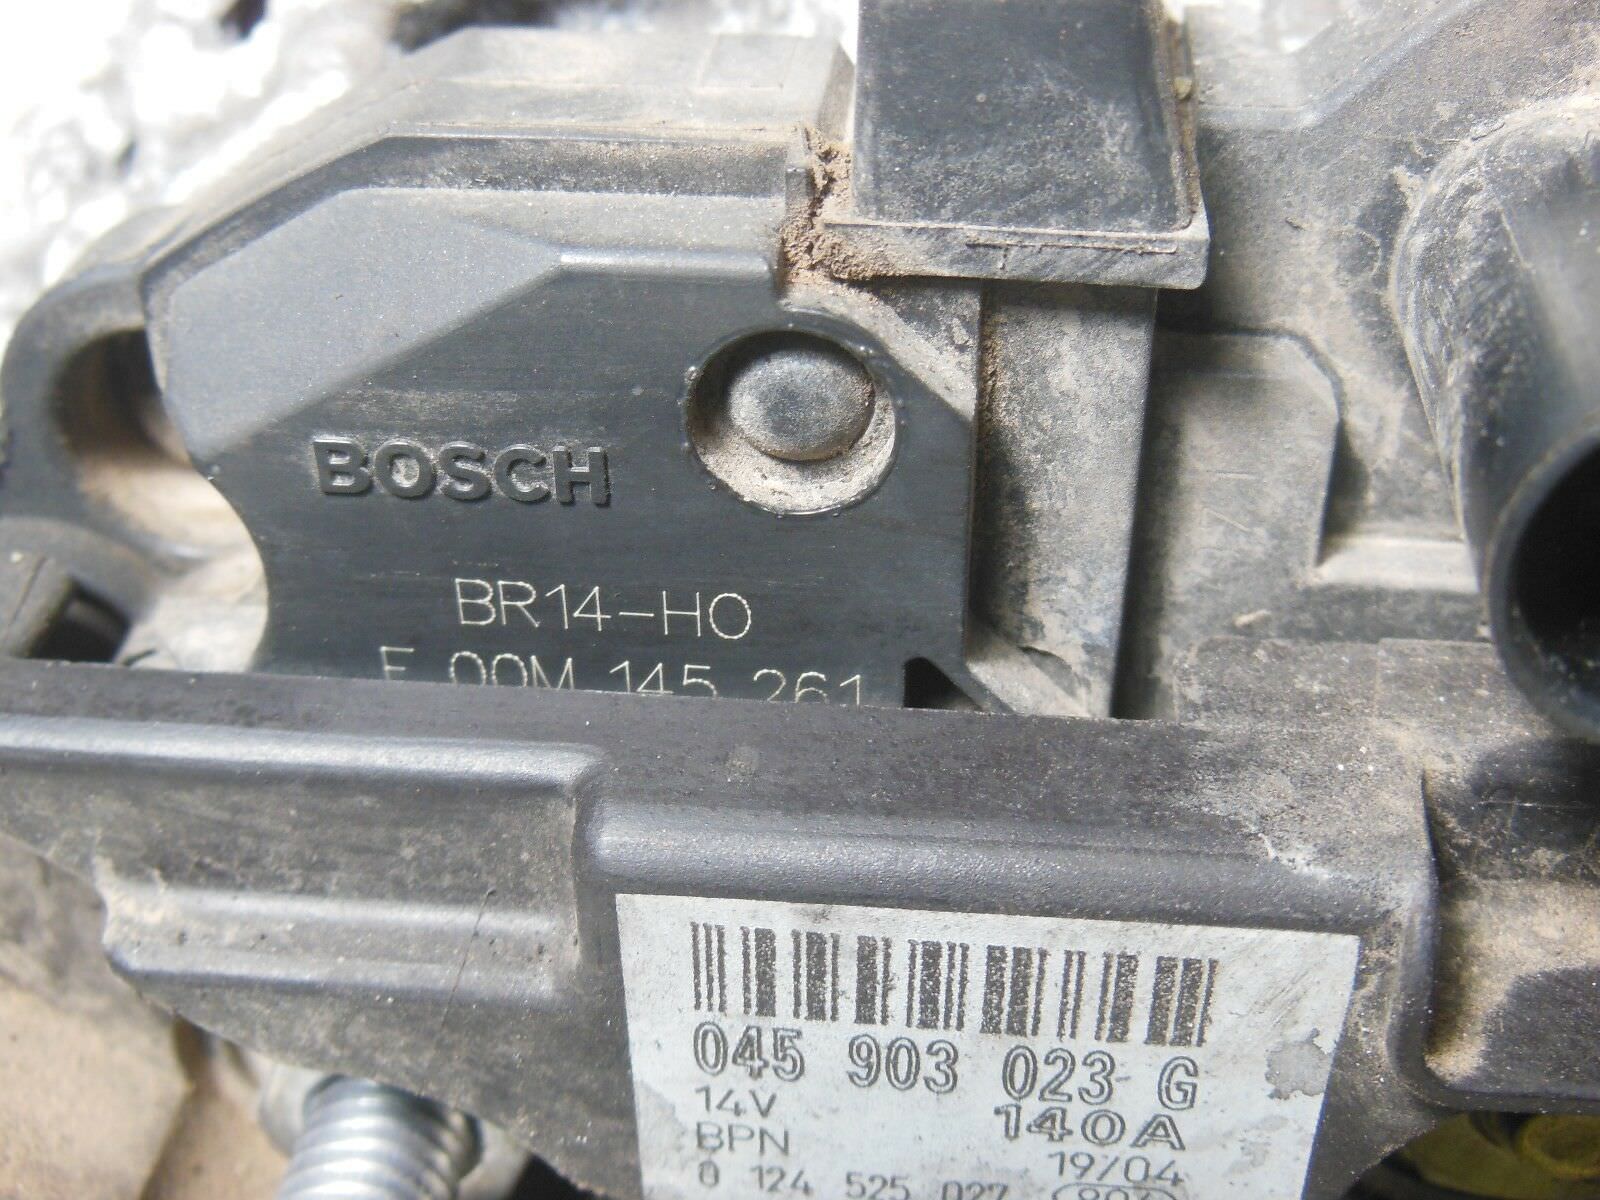 BOSCH
BR14-HO
F 00M 145 261
045 903 023 G
14V 140A
BPN 19/04
0 124 525 027